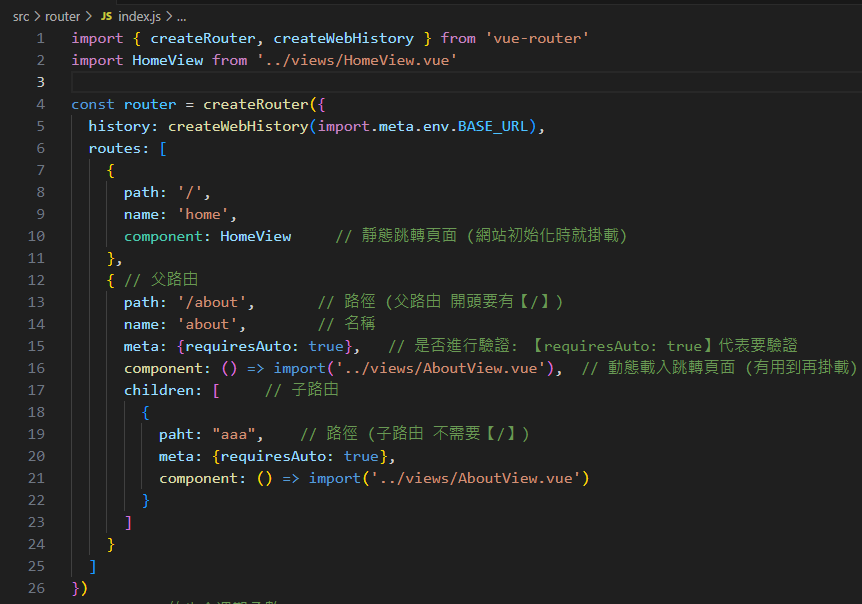 src > router > JS index.js > ...
1 import { createRouter, createWebHistory } from 'vue-router'
2 import HomeView from '../views/HomeView.vue'
3
4 const router = createRouter({
5 history: createWebHistory(import.meta.env.BASE_URL),
6 routes: [
7 {
8 path: '/',
9 name: 'home',
10 component: HomeView // 靜態跳轉頁面 (網站初始化時就掛載)
11 },
12 { // 父路由
13 path: '/about', // 路徑 (父路由 開頭要有【/】)
14 name: 'about', // 名稱
15 meta: {requiresAuto: true}, // 是否進行驗證: 【requiresAuto: true】代表要驗證
16 component: () => import('../views/AboutView.vue'), // 動態載入跳轉頁面 (有用到再掛載)
17 children: [ // 子路由
18 {
19 paht: "aaa", // 路徑 (子路由 不需要【/】)
20 meta: {requiresAuto: true},
21 component: () => import('../views/AboutView.vue')
22 }
23 ]
24 }
25 ]
26 })